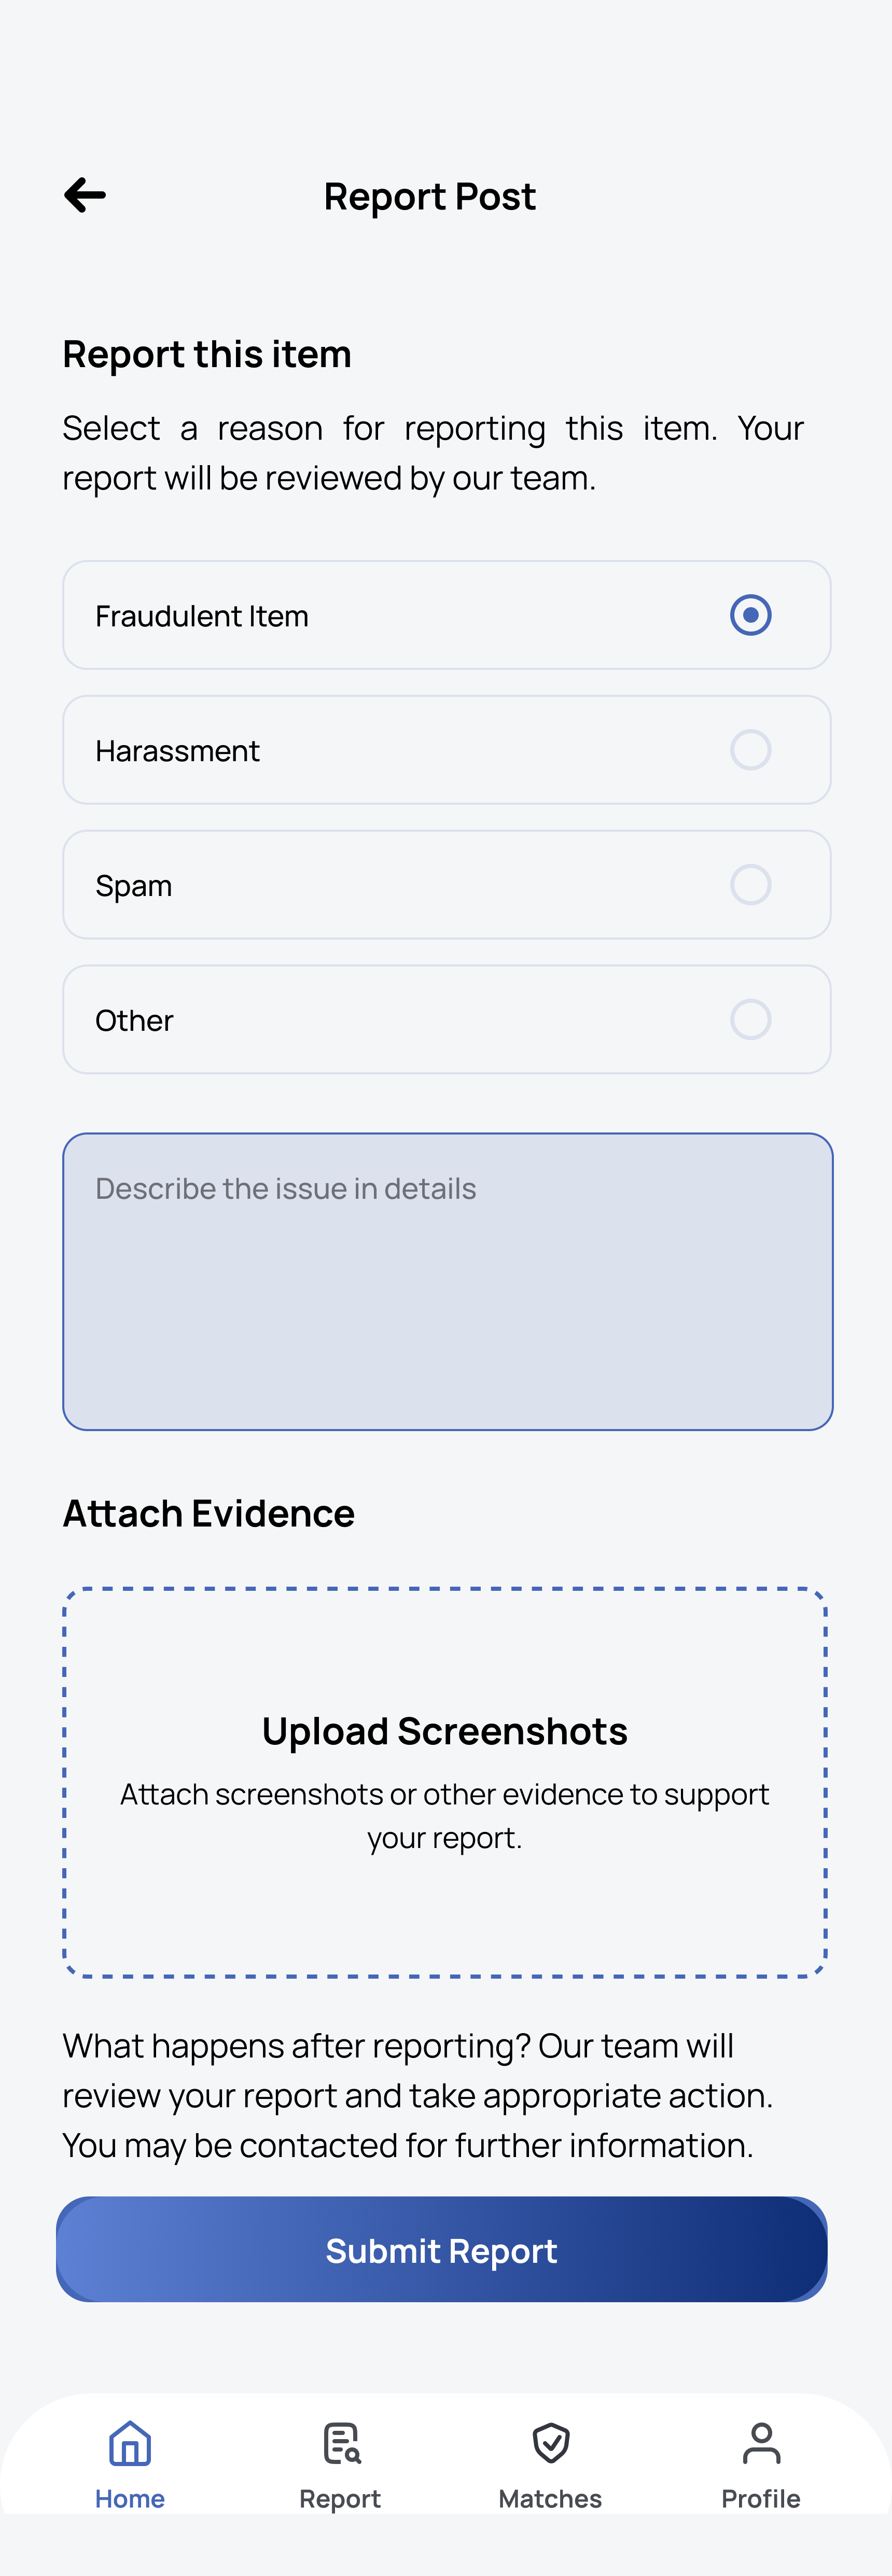 Report Post
Report this item
Select a reason for reporting this item. Your
report will be reviewed by our team.
Fraudulent Item
Harassment
Spam
Other
Describe the issue in details
Attach Evidence
Upload Screenshots
Attach screenshots or other evidence to support
your report.
What happens after reporting? Our team will
review your report and take appropriate action.
You may be contacted for further information.
Submit Report
Home
Report
Matches
Profile